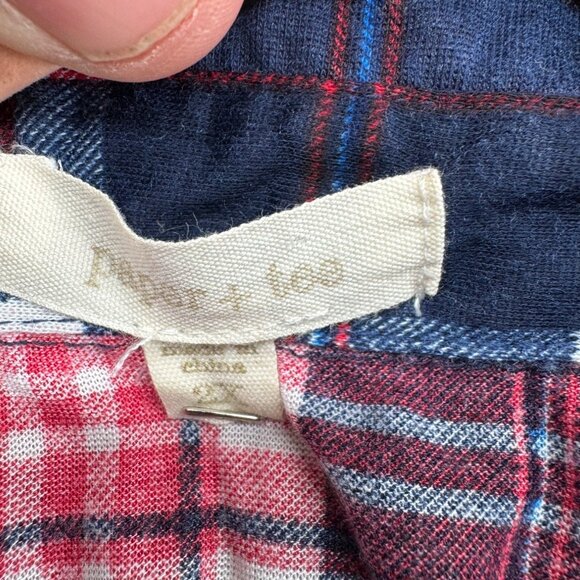 paper + tee
made in
china
2X